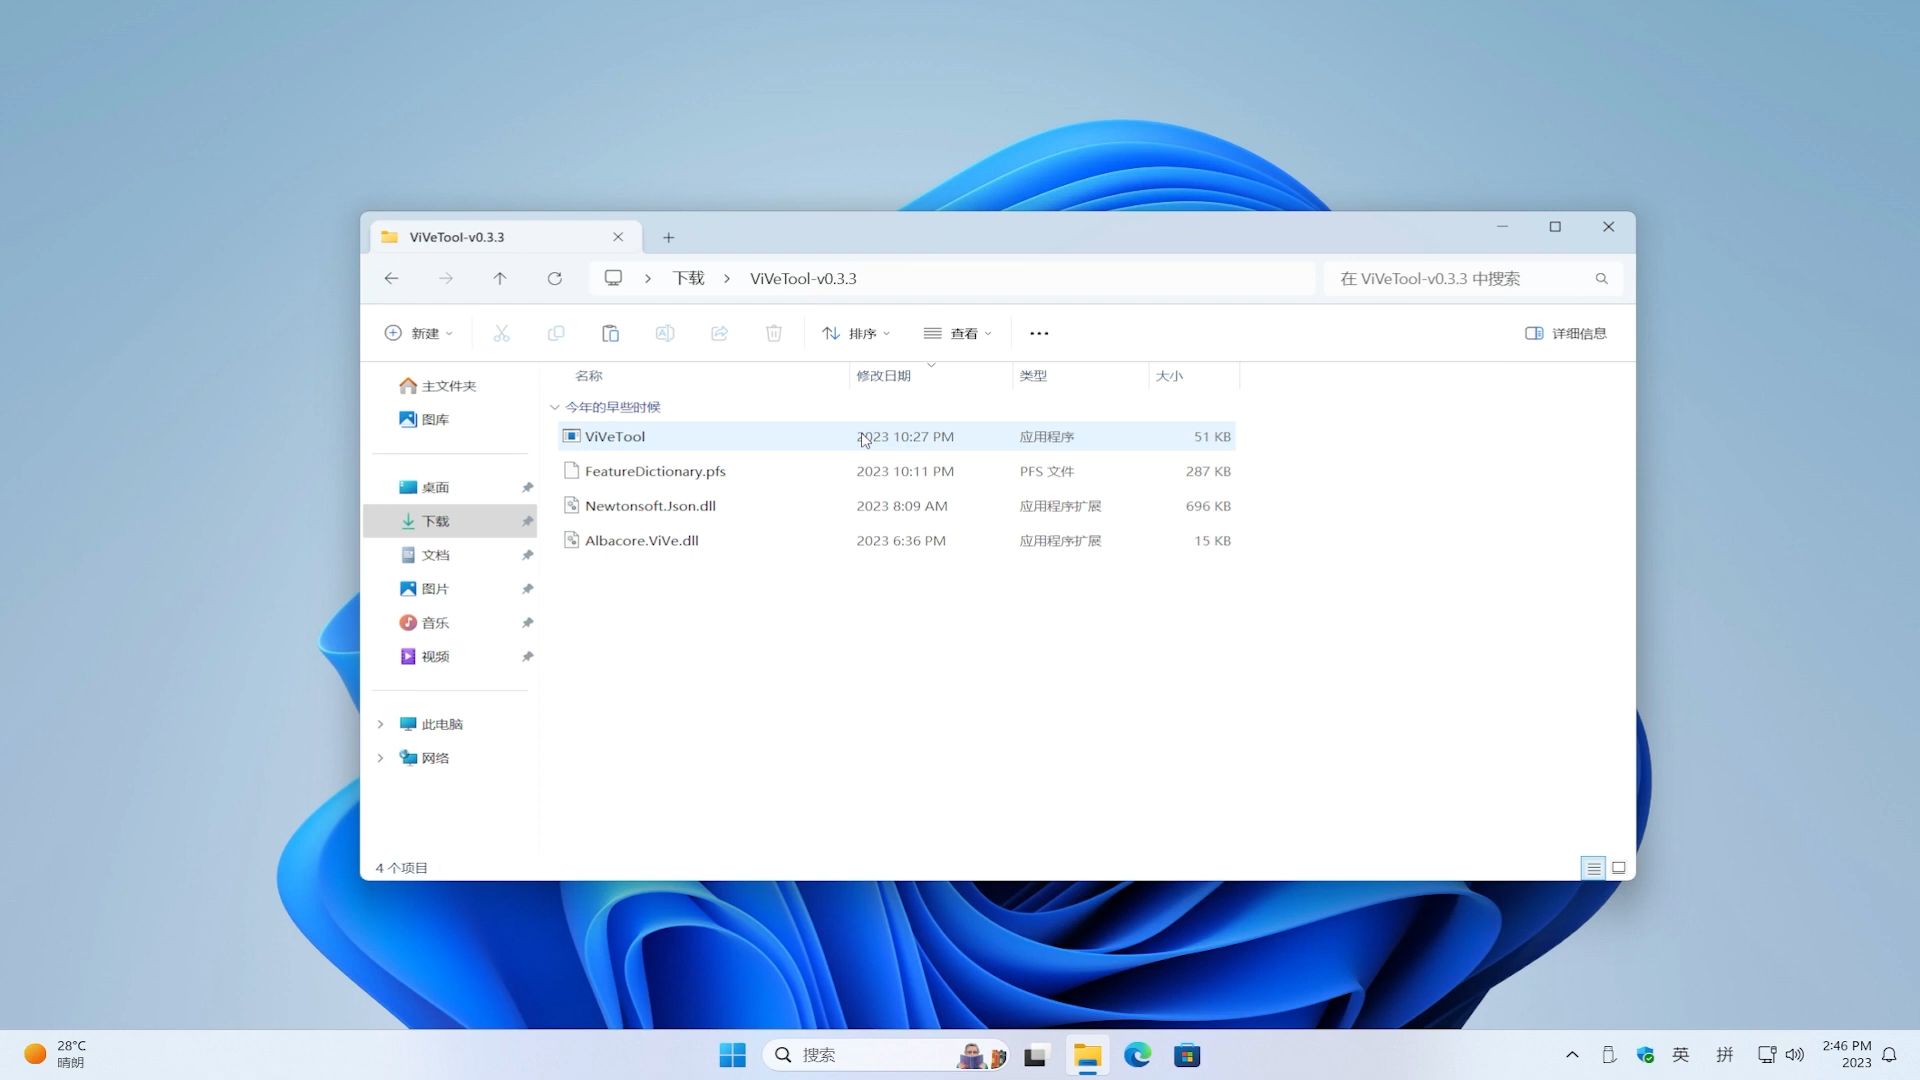 ViVeTool-v0.3.3
下载
ViVeTool-v0.3.3
在 ViVeTool-v0.3.3 中搜索
新建
排序
查看
详细信息
名称
修改日期
类型
大小
今年的早些时候
ViVeTool
2023 10:27 PM
应用程序
51 KB
FeatureDictionary.pfs
2023 10:11 PM
PFS 文件
287 KB
Newtonsoft.Json.dll
2023 8:09 AM
应用程序扩展
696 KB
Albacore.ViVe.dll
2023 6:36 PM
应用程序扩展
15 KB
主文件夹
图库
桌面
下载
文档
图片
音乐
视频
此电脑
网络
4 个项目
28°C
晴朗
搜索
英
拼
2:46 PM
2023